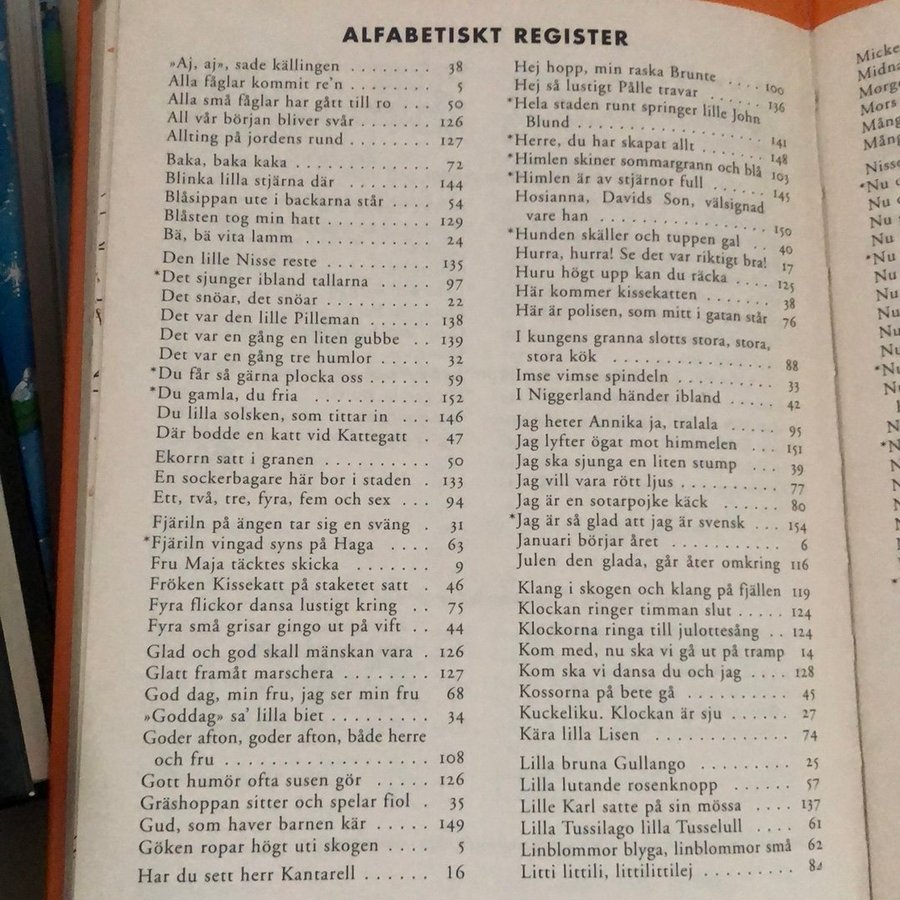 ALFABETISKT REGISTER
»Aj, aj», sade källingen . . . . . . . . 38
Alla fåglar kommit re'n . . . . . . . . 5
Alla små fåglar har gått till ro . . . 50
All vår början bliver svår . . . . . . . 126
Allting på jordens rund . . . . . . . . 127
Baka, baka kaka . . . . . . . . . . . . 72
Blinka lilla stjärna där . . . . . . . . 144
Blåsippan ute i backarna står . . . . 54
Blåsten tog min hatt . . . . . . . . . 129
Bä, bä vita lamm . . . . . . . . . . . 24
Den lille Nisse reste . . . . . . . . . . 135
*Det sjunger ibland tallarna . . . . . 97
Det snöar, det snöar . . . . . . . . . . 22
Det var den lille Pilleman . . . . . . 138
Det var en gång en liten gubbe . . 139
Det var en gång tre humlor . . . . 32
*Du får så gärna plocka oss . . . . . . 59
*Du gamla, du fria . . . . . . . . . . . 152
Du lilla solsken, som tittar in . . . 146
Där bodde en katt vid Kattegatt . 47
Ekorrn satt i granen . . . . . . . . . . 50
En sockerbagare här bor i staden . 133
Ett, två, tre, fyra, fem och sex . . . 94
Fjäriln på ängen tar sig en sväng . 31
*Fjäriln vingad syns på Haga . . . . 63
Fru Maja täcktes skicka . . . . . . . 9
Fröken Kissekatt på staketet satt . 46
Fyra flickor dansa lustigt kring . . 75
Fyra små grisar gingo ut på vift . . 44
Glad och god skall mänskan vara . 126
Glatt framåt marschera . . . . . . . . 127
God dag, min fru, jag ser min fru 68
»Goddag» sa' lilla biet . . . . . . . . . 34
Goder afton, goder afton, både herre
och fru . . . . . . . . . . . . . . . . . . 108
Gott humör ofta susen gör . . . . . 126
Gräshoppan sitter och spelar fiol . 35
Gud, som haver barnen kär . . . . . 149
Göken ropar högt uti skogen . . . . 5
Har du sett herr Kantarell . . . . . . 16
Hej hopp, min raska Brunte . . . . 100
Hej så lustigt Pålle travar . . . . . . 136
*Hela staden runt springer lille John
Blund . . . . . . . . . . . . . . . . . . 141
*Herre, du har skapat allt . . . . . . . 148
*Himlen skiner sommargrann och blå 103
*Himlen är av stjärnor full . . . . . . 145
Hosianna, Davids Son, välsignad
vare han . . . . . . . . . . . . . . . . 150
*Hunden skäller och tuppen gal . . 40
Hurra, hurra! Se det var riktigt bra! 17
Huru högt upp kan du räcka . . . . 125
Här kommer kissekatten . . . . . . . 38
Här är polisen, som mitt i gatan står 76
I kungens granna slotts stora, stora,
stora kök . . . . . . . . . . . . . . . 88
Imse vimse spindeln . . . . . . . . . . 33
I Niggerland händer ibland . . . . . 42
Jag heter Annika ja, tralala . . . . . 95
Jag lyfter ögat mot himmelen . . . 151
Jag ska sjunga en liten stump . . . 39
Jag vill vara rött ljus . . . . . . . . . . 77
Jag är en sotarpojke käck . . . . . . 80
*Jag är så glad att jag är svensk . . . 154
Januari börjar året . . . . . . . . . . . 6
Julen den glada, går åter omkring 116
Klang i skogen och klang på fjällen 119
Klockan ringer timman slut . . . . . 124
Klockorna ringa till julottesång . . 124
Kom med, nu ska vi gå ut på tramp 14
Kom ska vi dansa du och jag . . . . 128
Kossorna på bete gå . . . . . . . . . . 45
Kuckeliku. Klockan är sju . . . . . . 27
Kära lilla Lisen . . . . . . . . . . . . . 74
Lilla bruna Gullango . . . . . . . . . 25
Lilla lutande rosenknopp . . . . . . 57
Lille Karl satte på sin mössa . . . . 137
Lilla Tussilago lilla Tusselull . . . . 61
Linblommor blyga, linblommor små 62
Litti littili, littilittilej . . . . . . . . .
Micke
Midna
Morge
Mors
Mång
Mång
Nisse
*Nu
Nu
Nu
Nu
*Nu
Nu
Nu
Nu
Nu